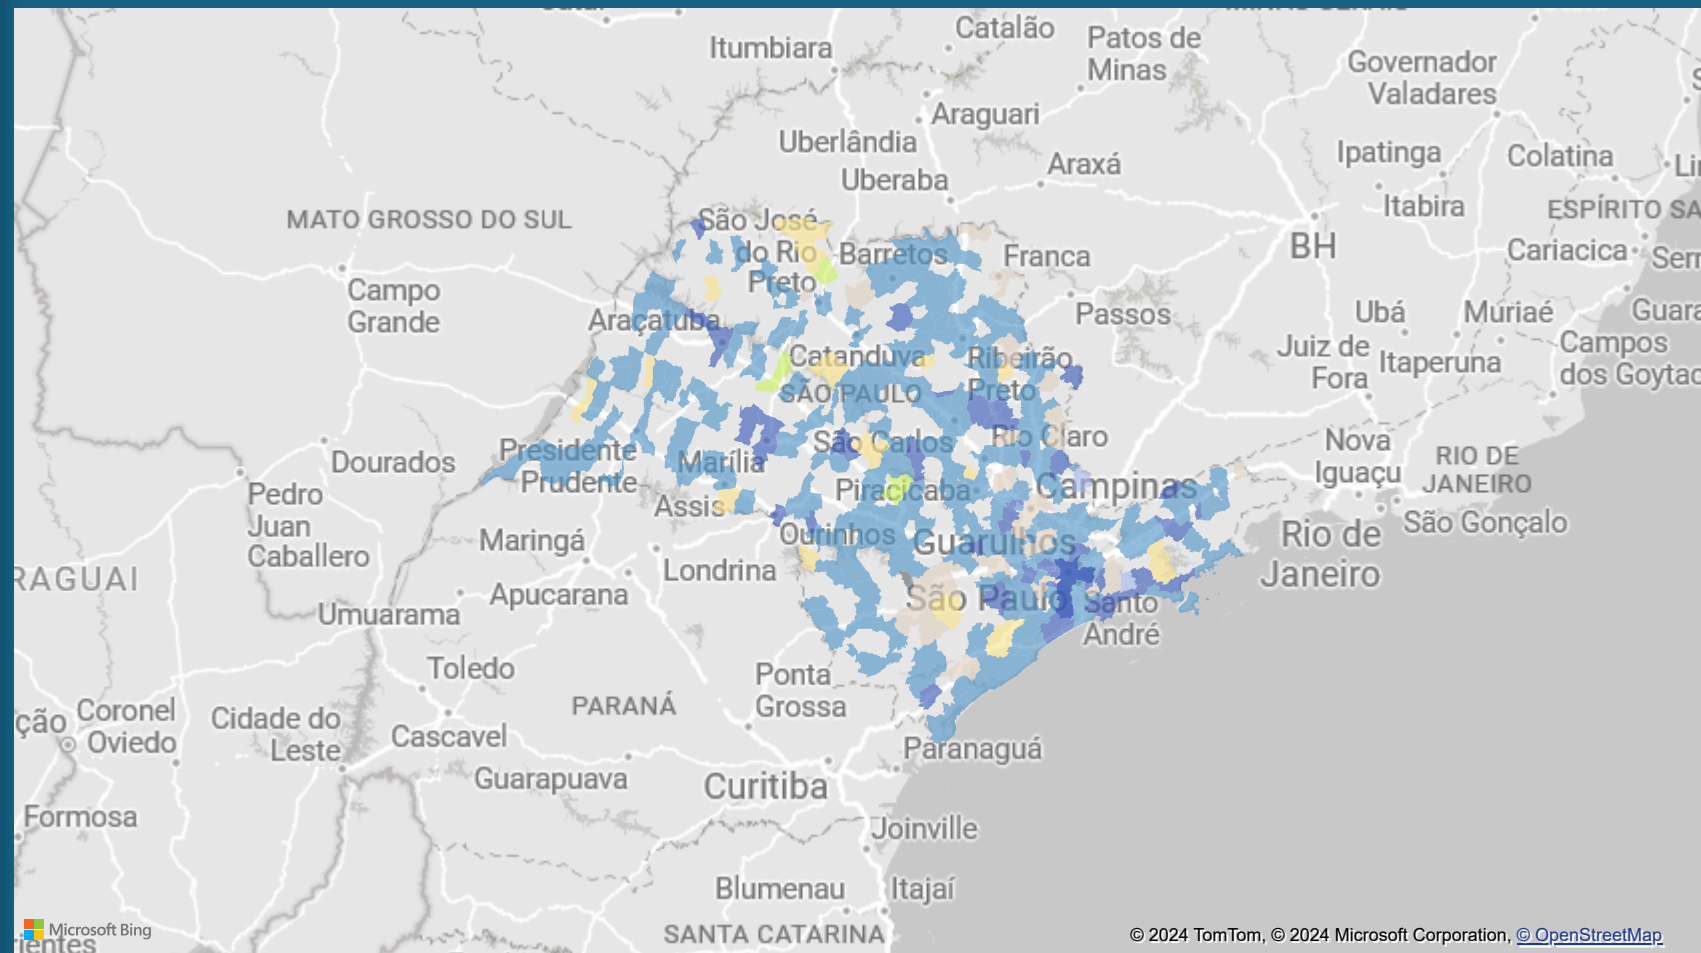 Catalão
Itumbiara
Patos de
Minas
Governador
Valadares
Araguari
Uberlândia
Ipatinga
Colatina
Araxá
Uberaba
Itabira
MATO GROSSO DO SUL
São José
do Rio
Preto
ESPÍRITO SA
BH
Barretos
Franca
Cariacica
Serr
Campo
Grande
Araçatuba
Passos
Ubá
Muriaé
Guara
Juiz de
Fora
Itaperuna
Campos
dos Goytac
Catanduva
Ribeirão
Preto
SÃO PAULO
Presidente
Prudente
Marília
São Carlos
Rio Claro
Nova
Iguaçu
RIO DE
JANEIRO
Dourados
Pedro
Juan
Caballero
Assis
Piracicaba
Campinas
São Gonçalo
Maringá
Ourinhos
Guarulhos
Rio de
Janeiro
RAGUAI
Londrina
Umuarama
Apucarana
São Paulo
Santo
André
Toledo
Ponta
Grossa
PARANÁ
ção
Coronel
Oviedo
Cidade do
Leste
Cascavel
Paranaguá
Guarapuava
Curitiba
Formosa
Joinville
Blumenau
Itajaí
SANTA CATARINA
Microsoft Bing
rientes
© 2024 TomTom, © 2024 Microsoft Corporation, © OpenStreetMap